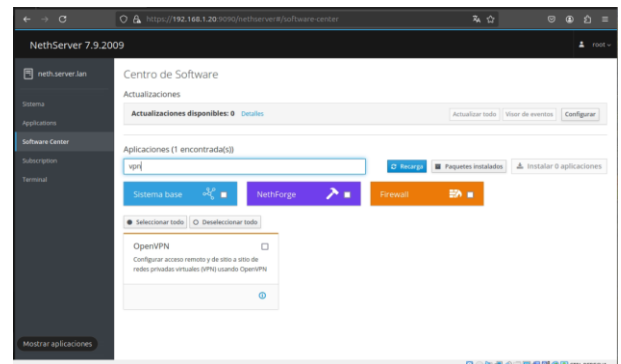 https://192.168.1.20:9090/nethserver#/software-center
NethServer 7.9.2009
root
neth.server.lan
Sistema
Applications
Software Center
Subscription
Terminal
Centro de Software
Actualizaciones
Actualizaciones disponibles: 0 Detalles
Actualizar todo
Visor de eventos
Configurar
Aplicaciones (1 encontrada(s))
vpn
Recarga
Paquetes instalados
Instalar 0 aplicaciones
Sistema base
NethForge
Firewall
Seleccionar todo
Deseleccionar todo
OpenVPN
Configurar acceso remoto y de sitio a sitio de
redes privadas virtuales (VPN) usando OpenVPN
Mostrar aplicaciones